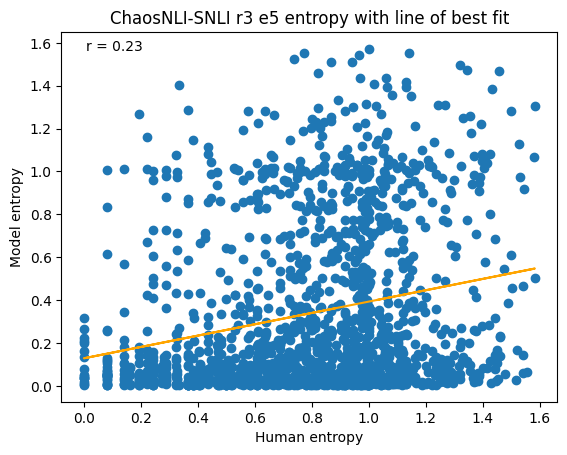 ChaosNLI-SNLI r3 e5 entropy with line of best fit
r = 0.23
Model entropy
1.6
1.4
1.2
1.0
0.8
0.6
0.4
0.2
0.0
0.0 0.2 0.4 0.6 0.8 1.0 1.2 1.4 1.6
Human entropy